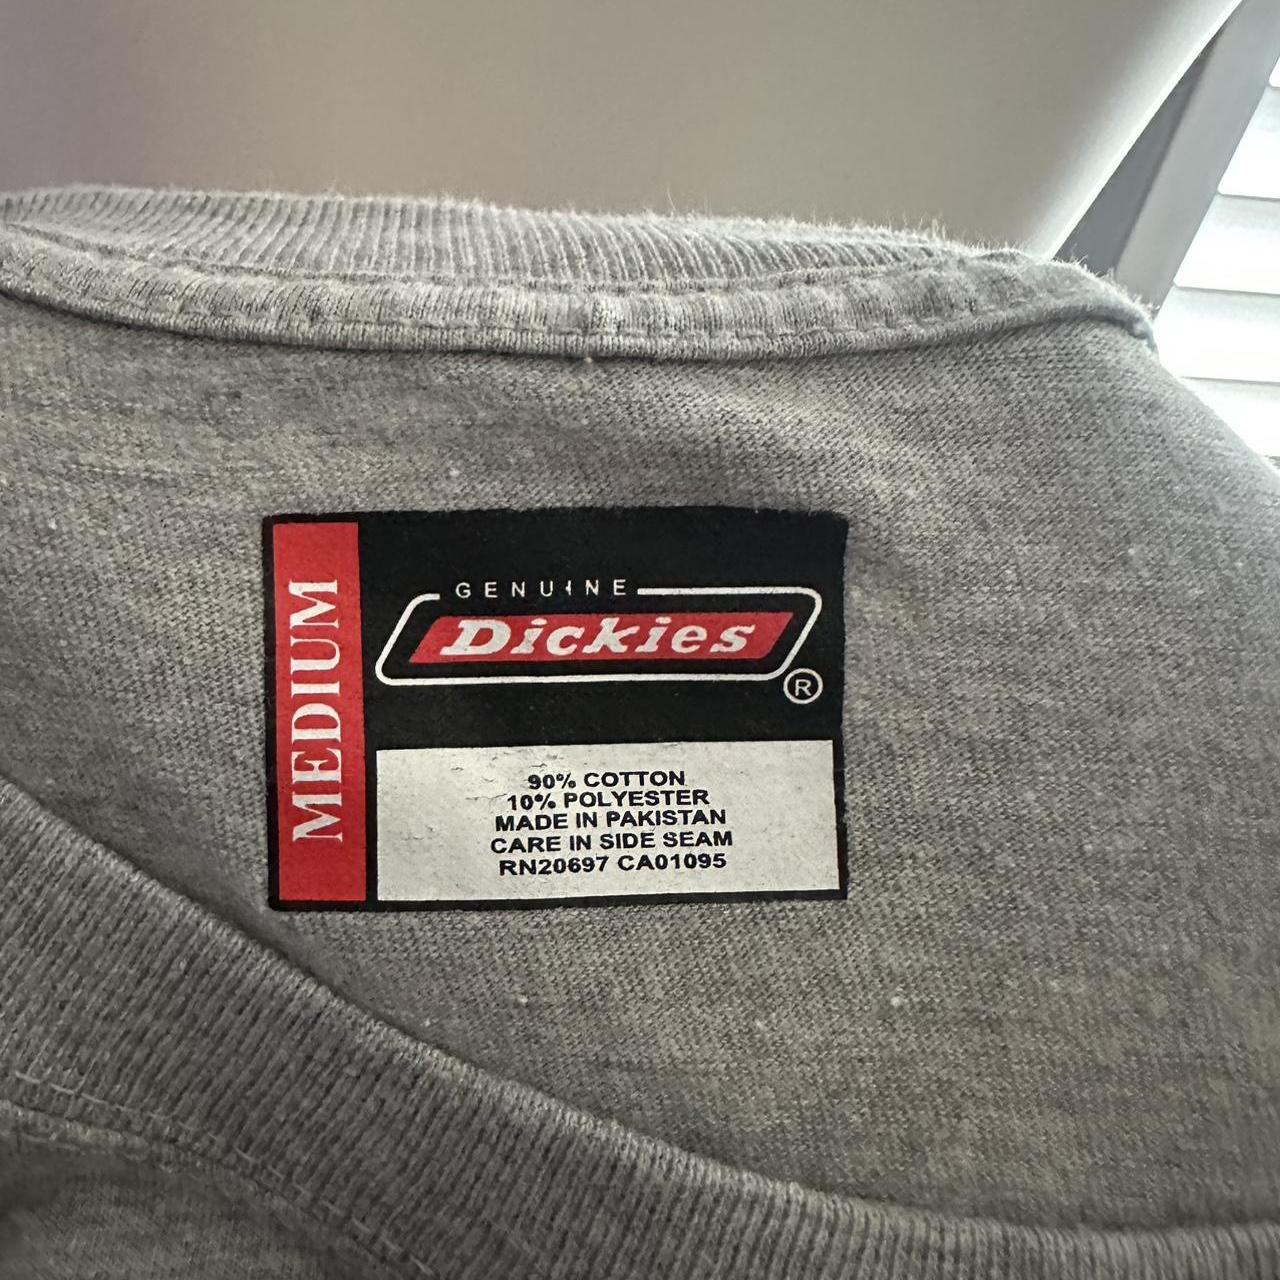 MEDIUM
GENUINE
Dickies
®
90% COTTON
10% POLYESTER
MADE IN PAKISTAN
CARE IN SIDE SEAM
RN20697 CA01095